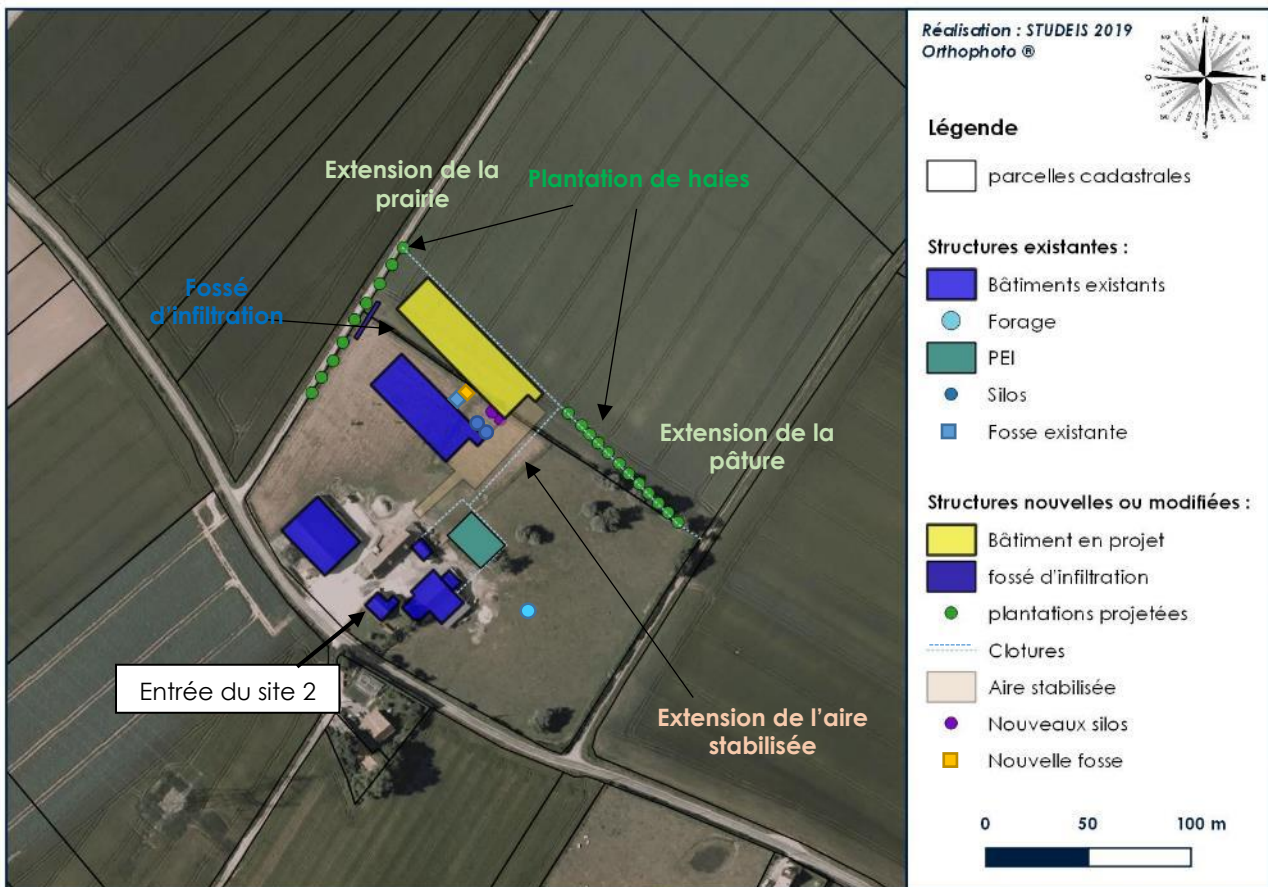 Extension de la
prairie
Plantation de haies
Fossé
d'infiltration
Extension de la
pâture
Entrée du site 2
Extension de l'aire
stabilisée
Réalisation : STUDEIS 2019
Orthophoto ®
N
E
S
O
Légende
parcelles cadastrales
Structures existantes :
Bâtiments existants
Forage
PEI
Silos
Fosse existante
Structures nouvelles ou modifiées :
Bâtiment en projet
fossé d'infiltration
plantations projetées
Clotures
Aire stabilisée
Nouveaux silos
Nouvelle fosse
0 50 100 m